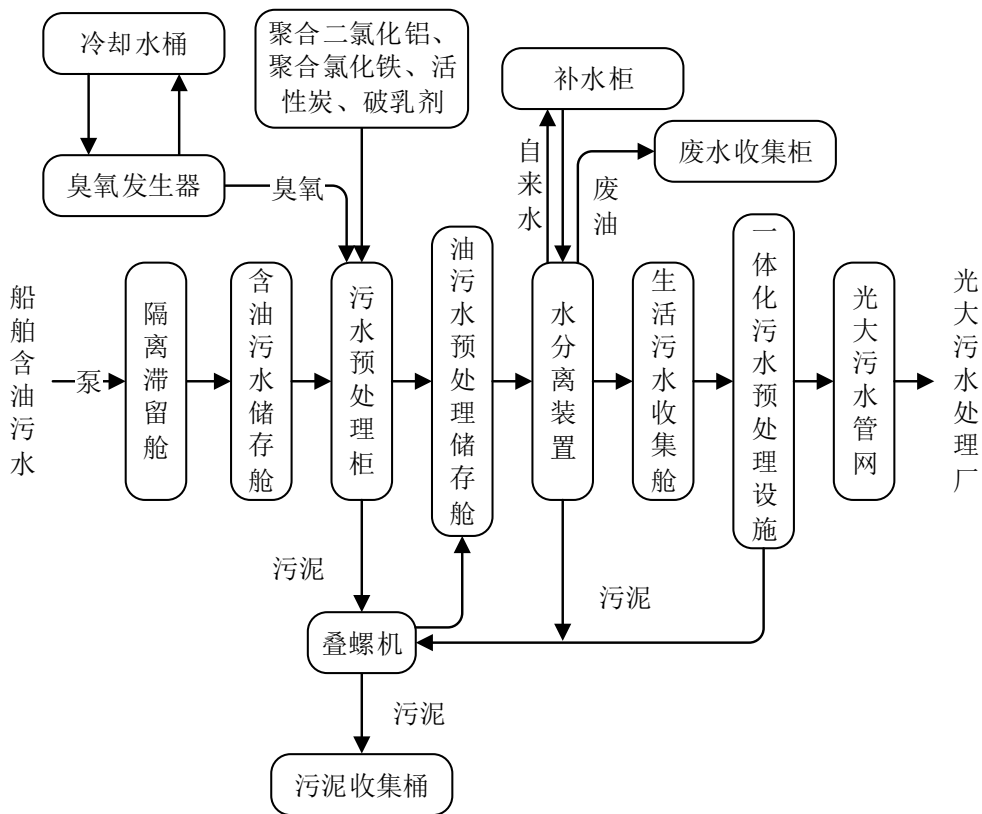 冷却水桶
聚合二氯化铝、
聚合氯化铁、活
性炭、破乳剂
补水柜
废水收集柜
臭氧发生器
臭氧
自来水
废油
船舶含油污水
泵
隔离滞留舱
含油污水储存舱
污水预处理柜
油污水预处理储存舱
水分离装置
生活污水收集舱
一体化污水预处理设施
光大污水管网
光大污水处理厂
污泥
污泥
叠螺机
污泥
污泥收集桶